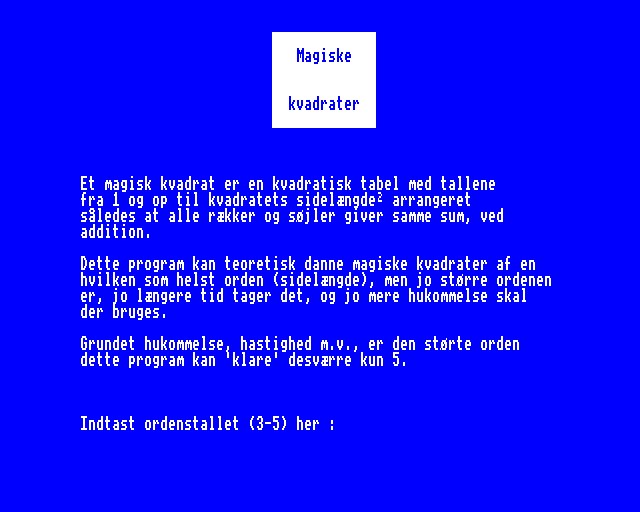 Magiske
kvadrater
Et magisk kvadrat er en kvadratisk tabel med tallene
fra 1 og op til kvadratets sidelængde² arrangeret
således at alle rækker og søjler giver samme sum, ved
addition.
Dette program kan teoretisk danne magiske kvadrater af en
hvilken som helst orden (sidelængde), men jo større ordenen
er, jo længere tid tager det, og jo mere hukommelse skal
der bruges.
Grundet hukommelse, hastighed m.v., er den størte orden
dette program kan 'klare' desværre kun 5.
Indtast ordenstallet (3-5) her :